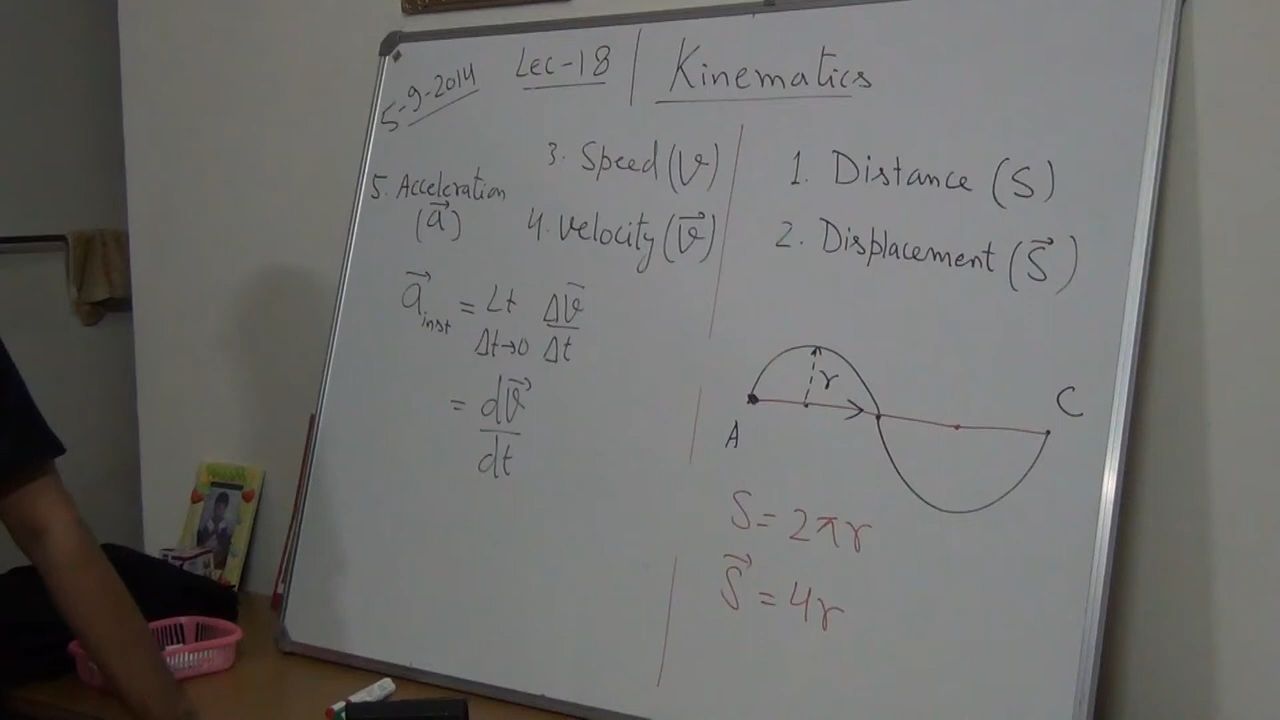 5-9-2014
Lec-18
Kinematics
1. Distance (S)
2. Displacement (S⃗)
3. Speed (v)
4. Velocity (v⃗)
5. Acceleration
(a⃗)
a⃗inst = Lt Δv⃗
Δt→0 Δt
= dv⃗
dt
r
A
C
S = 2πr
S⃗ = 4r